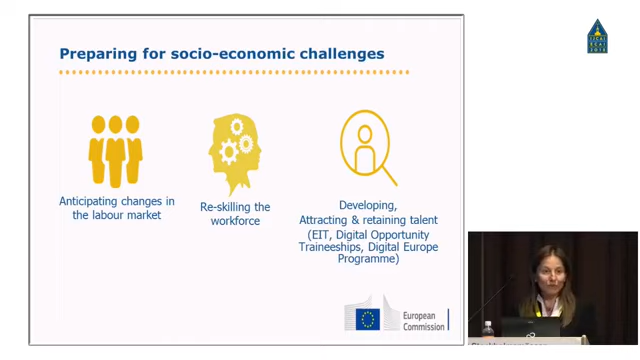 Preparing for socio-economic challenges
Anticipating changes in
the labour market
Re-skilling the
workforce
Developing,
Attracting & retaining talent
(EIT, Digital Opportunity
Traineeships, Digital Europe
Programme)
European
Commission